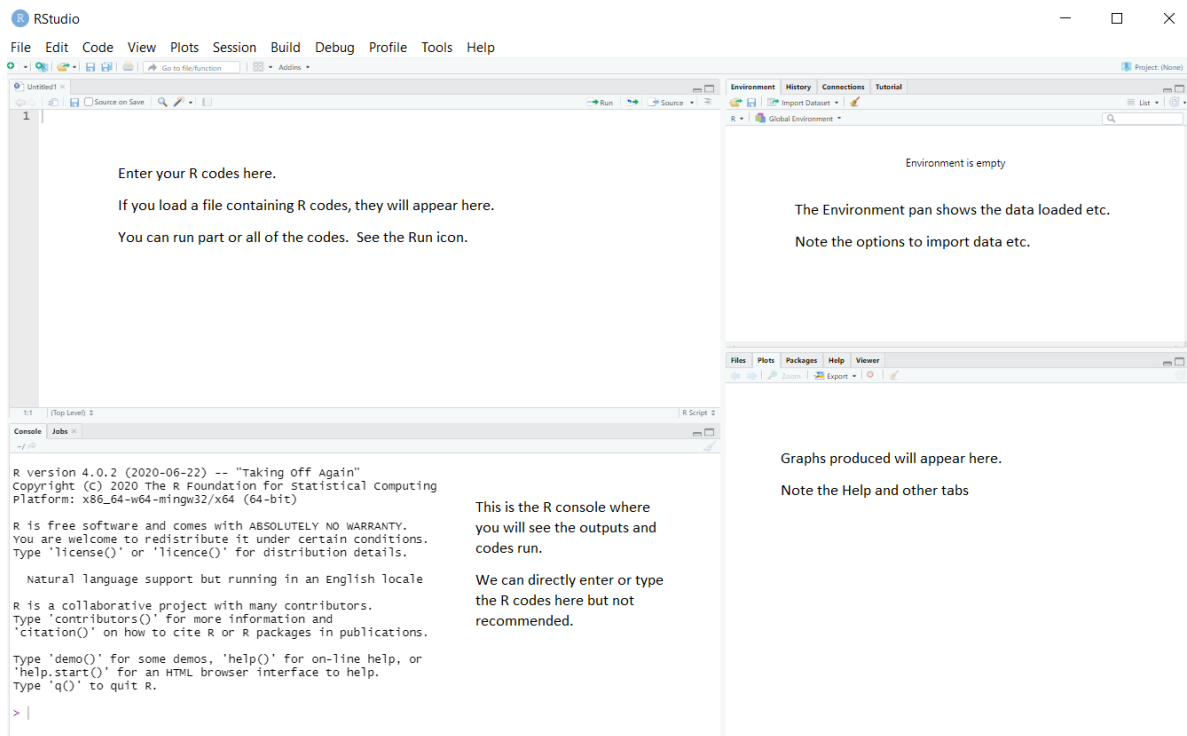 RStudio
File Edit Code View Plots Session Build Debug Profile Tools Help
Go to file/function Addins Project: (None)
Untitled1
Source on Save Run Source
1
Enter your R codes here.
If you load a file containing R codes, they will appear here.
You can run part or all of the codes. See the Run icon.
1:1 (Top Level) R Script
Console Jobs
~/
R version 4.0.2 (2020-06-22) -- "Taking Off Again"
Copyright (C) 2020 The R Foundation for Statistical Computing
Platform: x86_64-w64-mingw32/x64 (64-bit)
R is free software and comes with ABSOLUTELY NO WARRANTY.
You are welcome to redistribute it under certain conditions.
Type 'license()' or 'licence()' for distribution details.
Natural language support but running in an English locale
R is a collaborative project with many contributors.
Type 'contributors()' for more information and
'citation()' on how to cite R or R packages in publications.
Type 'demo()' for some demos, 'help()' for on-line help, or
'help.start()' for an HTML browser interface to help.
Type 'q()' to quit R.
>
This is the R console where
you will see the outputs and
codes run.
We can directly enter or type
the R codes here but not
recommended.
Environment History Connections Tutorial
Import Dataset List
R Global Environment
Environment is empty
The Environment pan shows the data loaded etc.
Note the options to import data etc.
Files Plots Packages Help Viewer
Zoom Export
Graphs produced will appear here.
Note the Help and other tabs